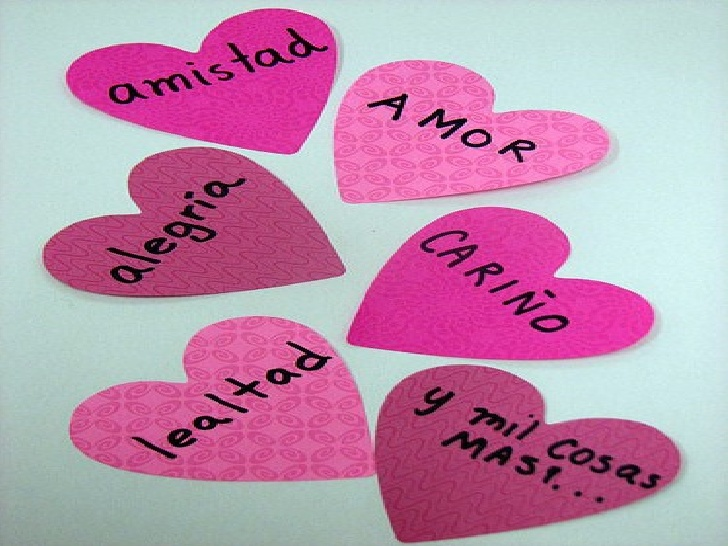 amistad
AMOR
alegria
CARIÑO
lealtad
y mil cosas
MAS!...